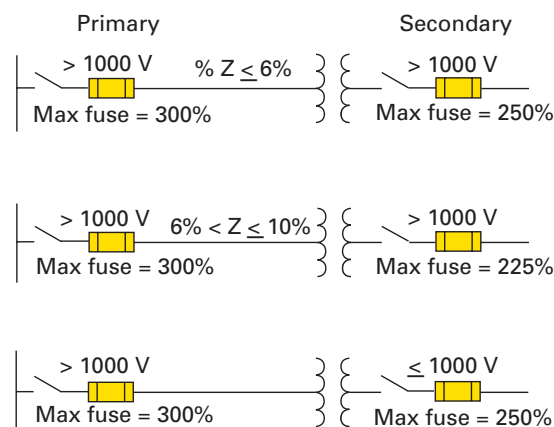 Primary Secondary
> 1000 V % Z ≤ 6% > 1000 V
Max fuse = 300% Max fuse = 250%
> 1000 V 6% < Z ≤ 10% > 1000 V
Max fuse = 300% Max fuse = 225%
> 1000 V ≤ 1000 V
Max fuse = 300% Max fuse = 250%